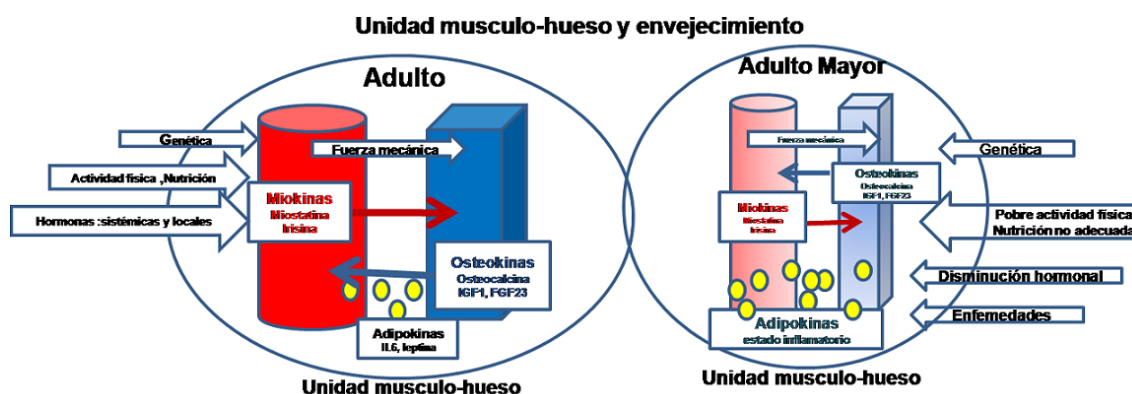 Unidad musculo-hueso y envejecimiento
Adulto
Genética
Fuerza mecánica
Actividad física ,Nutrición
Miokinas
Miostatina
Irisina
Hormonas :sistémicas y locales
Osteokinas
Osteocalcina
IGF1, FGF23
Adipokinas
IL6, leptina
Unidad musculo-hueso
Adulto Mayor
Fuerza mecánica
Genética
Osteokinas
Osteocalcina
IGF1, FGF23
Miokinas
Miostatina
Irisina
Pobre actividad física
Nutrición no adecuada
Disminución hormonal
Adipokinas
estado inflamatorio
Enfemedades
Unidad musculo-hueso